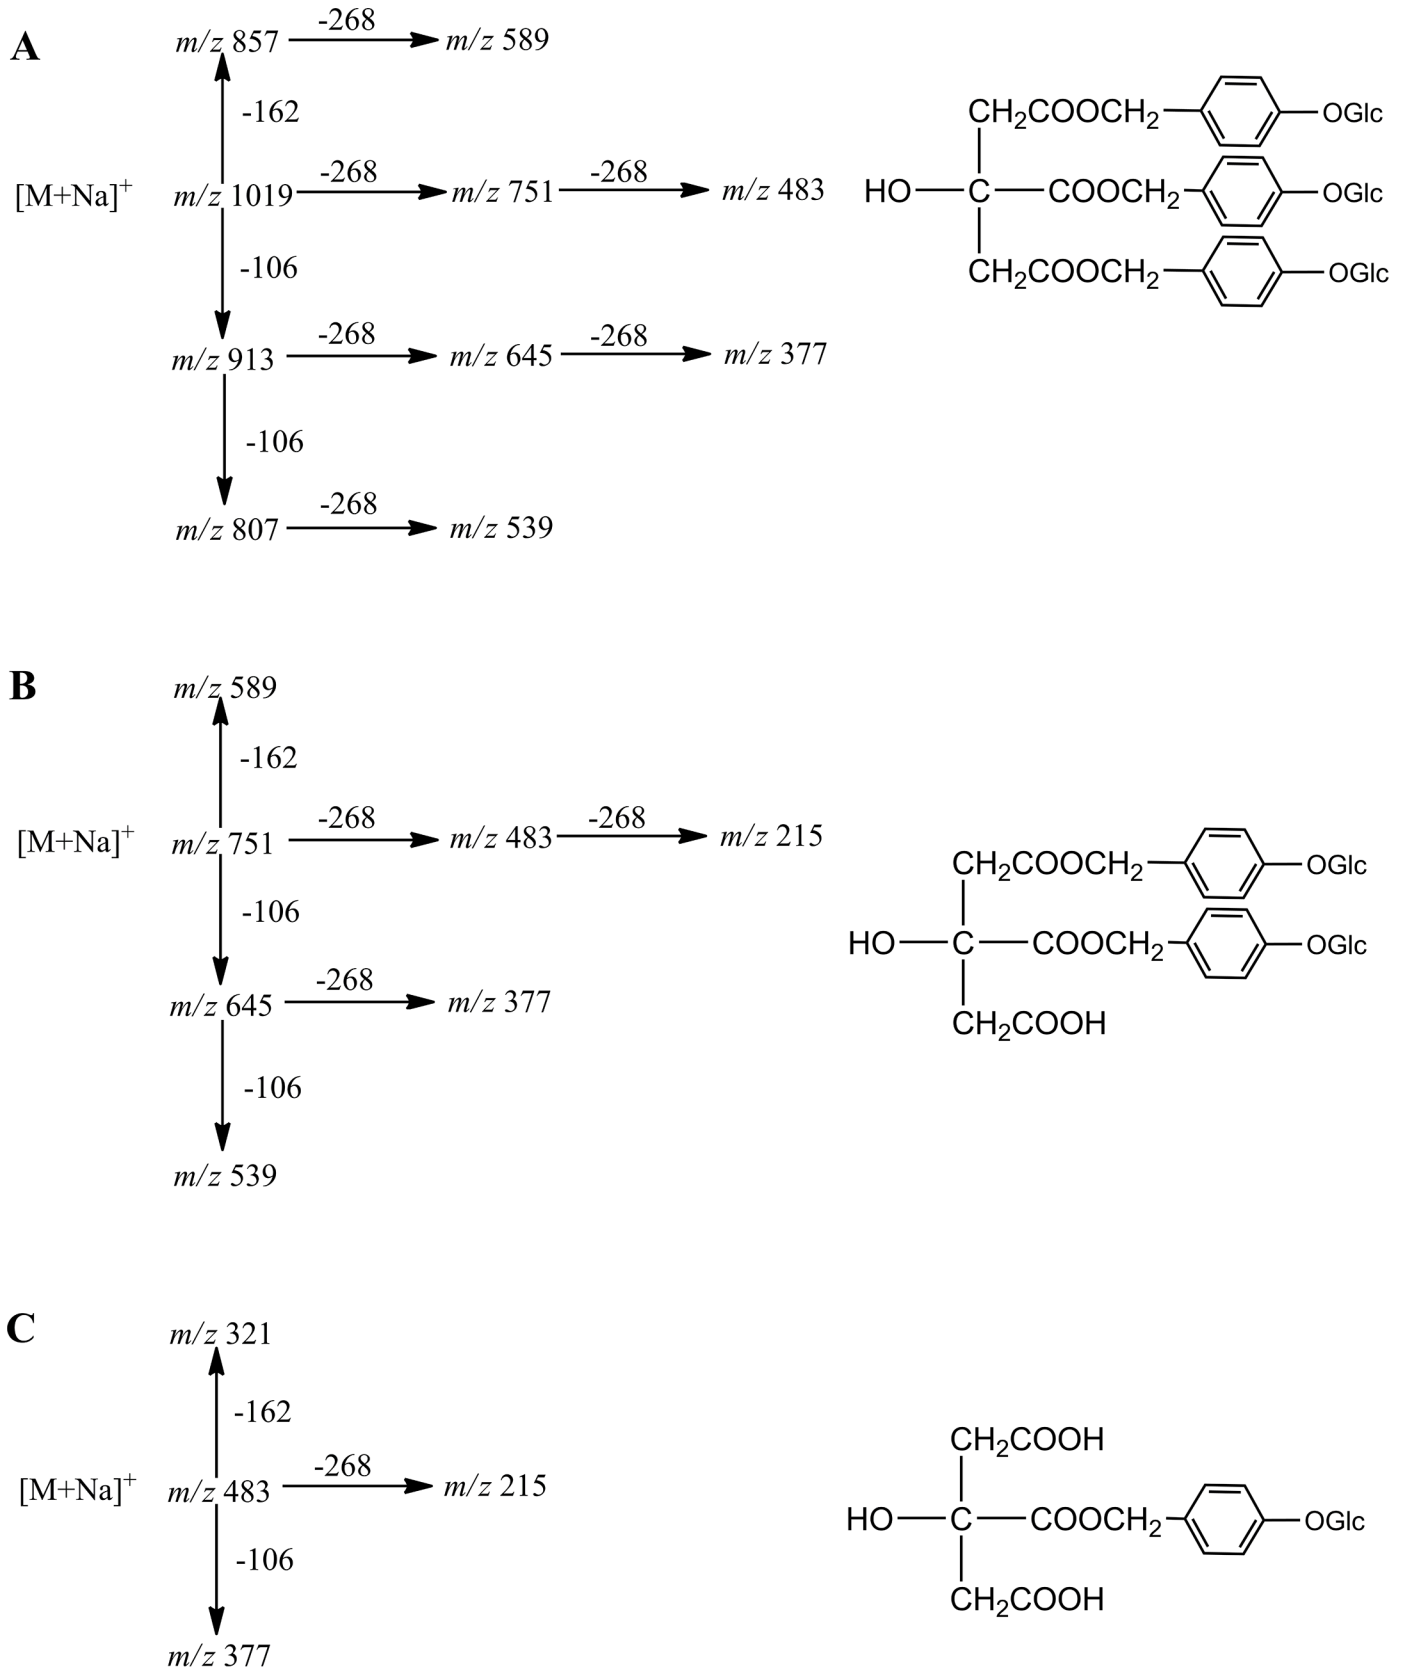 A
m/z 857 -268 m/z 589
-162
CH2COOCH2 OGlc
[M+Na]+ m/z 1019 -268 m/z 751 -268 m/z 483
HO C COOCH2 OGlc
-106
CH2COOCH2 OGlc
m/z 913 -268 m/z 645 -268 m/z 377
-106
m/z 807 -268 m/z 539
B
m/z 589
-162
[M+Na]+ m/z 751 -268 m/z 483 -268 m/z 215
CH2COOCH2 OGlc
-106
HO C COOCH2 OGlc
m/z 645 -268 m/z 377
CH2COOH
-106
m/z 539
C
m/z 321
-162
CH2COOH
[M+Na]+ m/z 483 -268 m/z 215
HO C COOCH2 OGlc
-106
CH2COOH
m/z 377